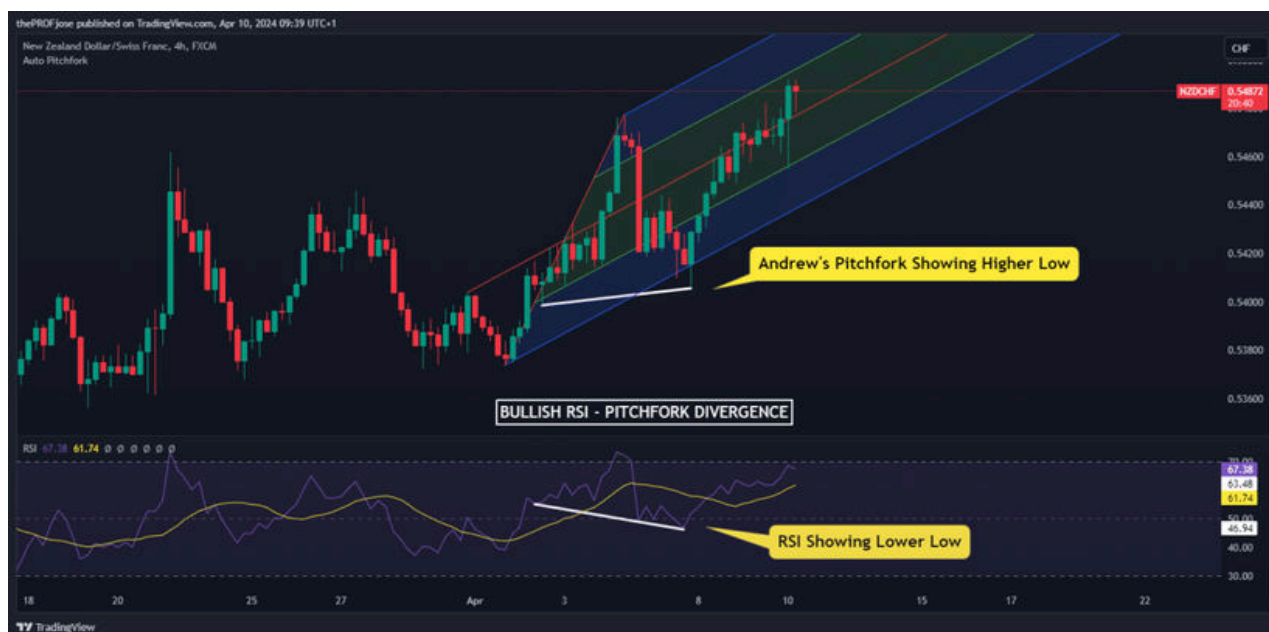 thePROFjose published on TradingView.com, Apr 10, 2024 09:39 UTC+1
New Zealand Dollar/Swiss Franc, 4h, FXCM
Auto Pitchfork
CHF
NZDCHF 0.54872
20:40
0.54600
0.54400
0.54200
0.54000
0.53800
0.53600
Andrew's Pitchfork Showing Higher Low
BULLISH RSI - PITCHFORK DIVERGENCE
RSI 67.38 61.74 Ø Ø Ø Ø Ø Ø
70.00
67.38
63.48
61.74
50.00
46.94
40.00
30.00
RSI Showing Lower Low
18 20 25 27 Apr 3 8 10 15 17 22
TradingView